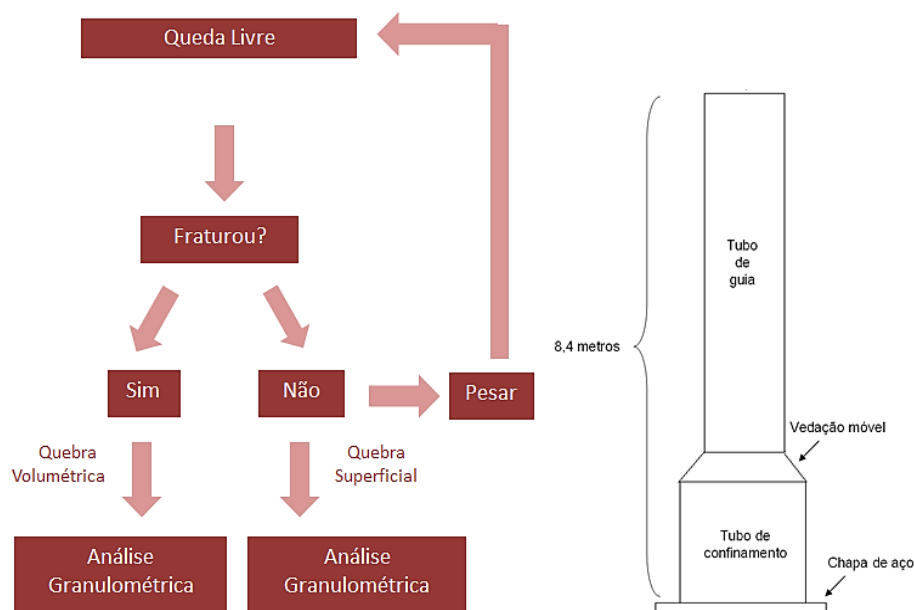 Queda Livre
Fraturou?
Sim
Não
Pesar
Quebra
Volumétrica
Quebra
Superficial
Análise
Granulométrica
Análise
Granulométrica
8,4 metros
Tubo
de
guia
Vedação móvel
Tubo de
confinamento
Chapa de aço